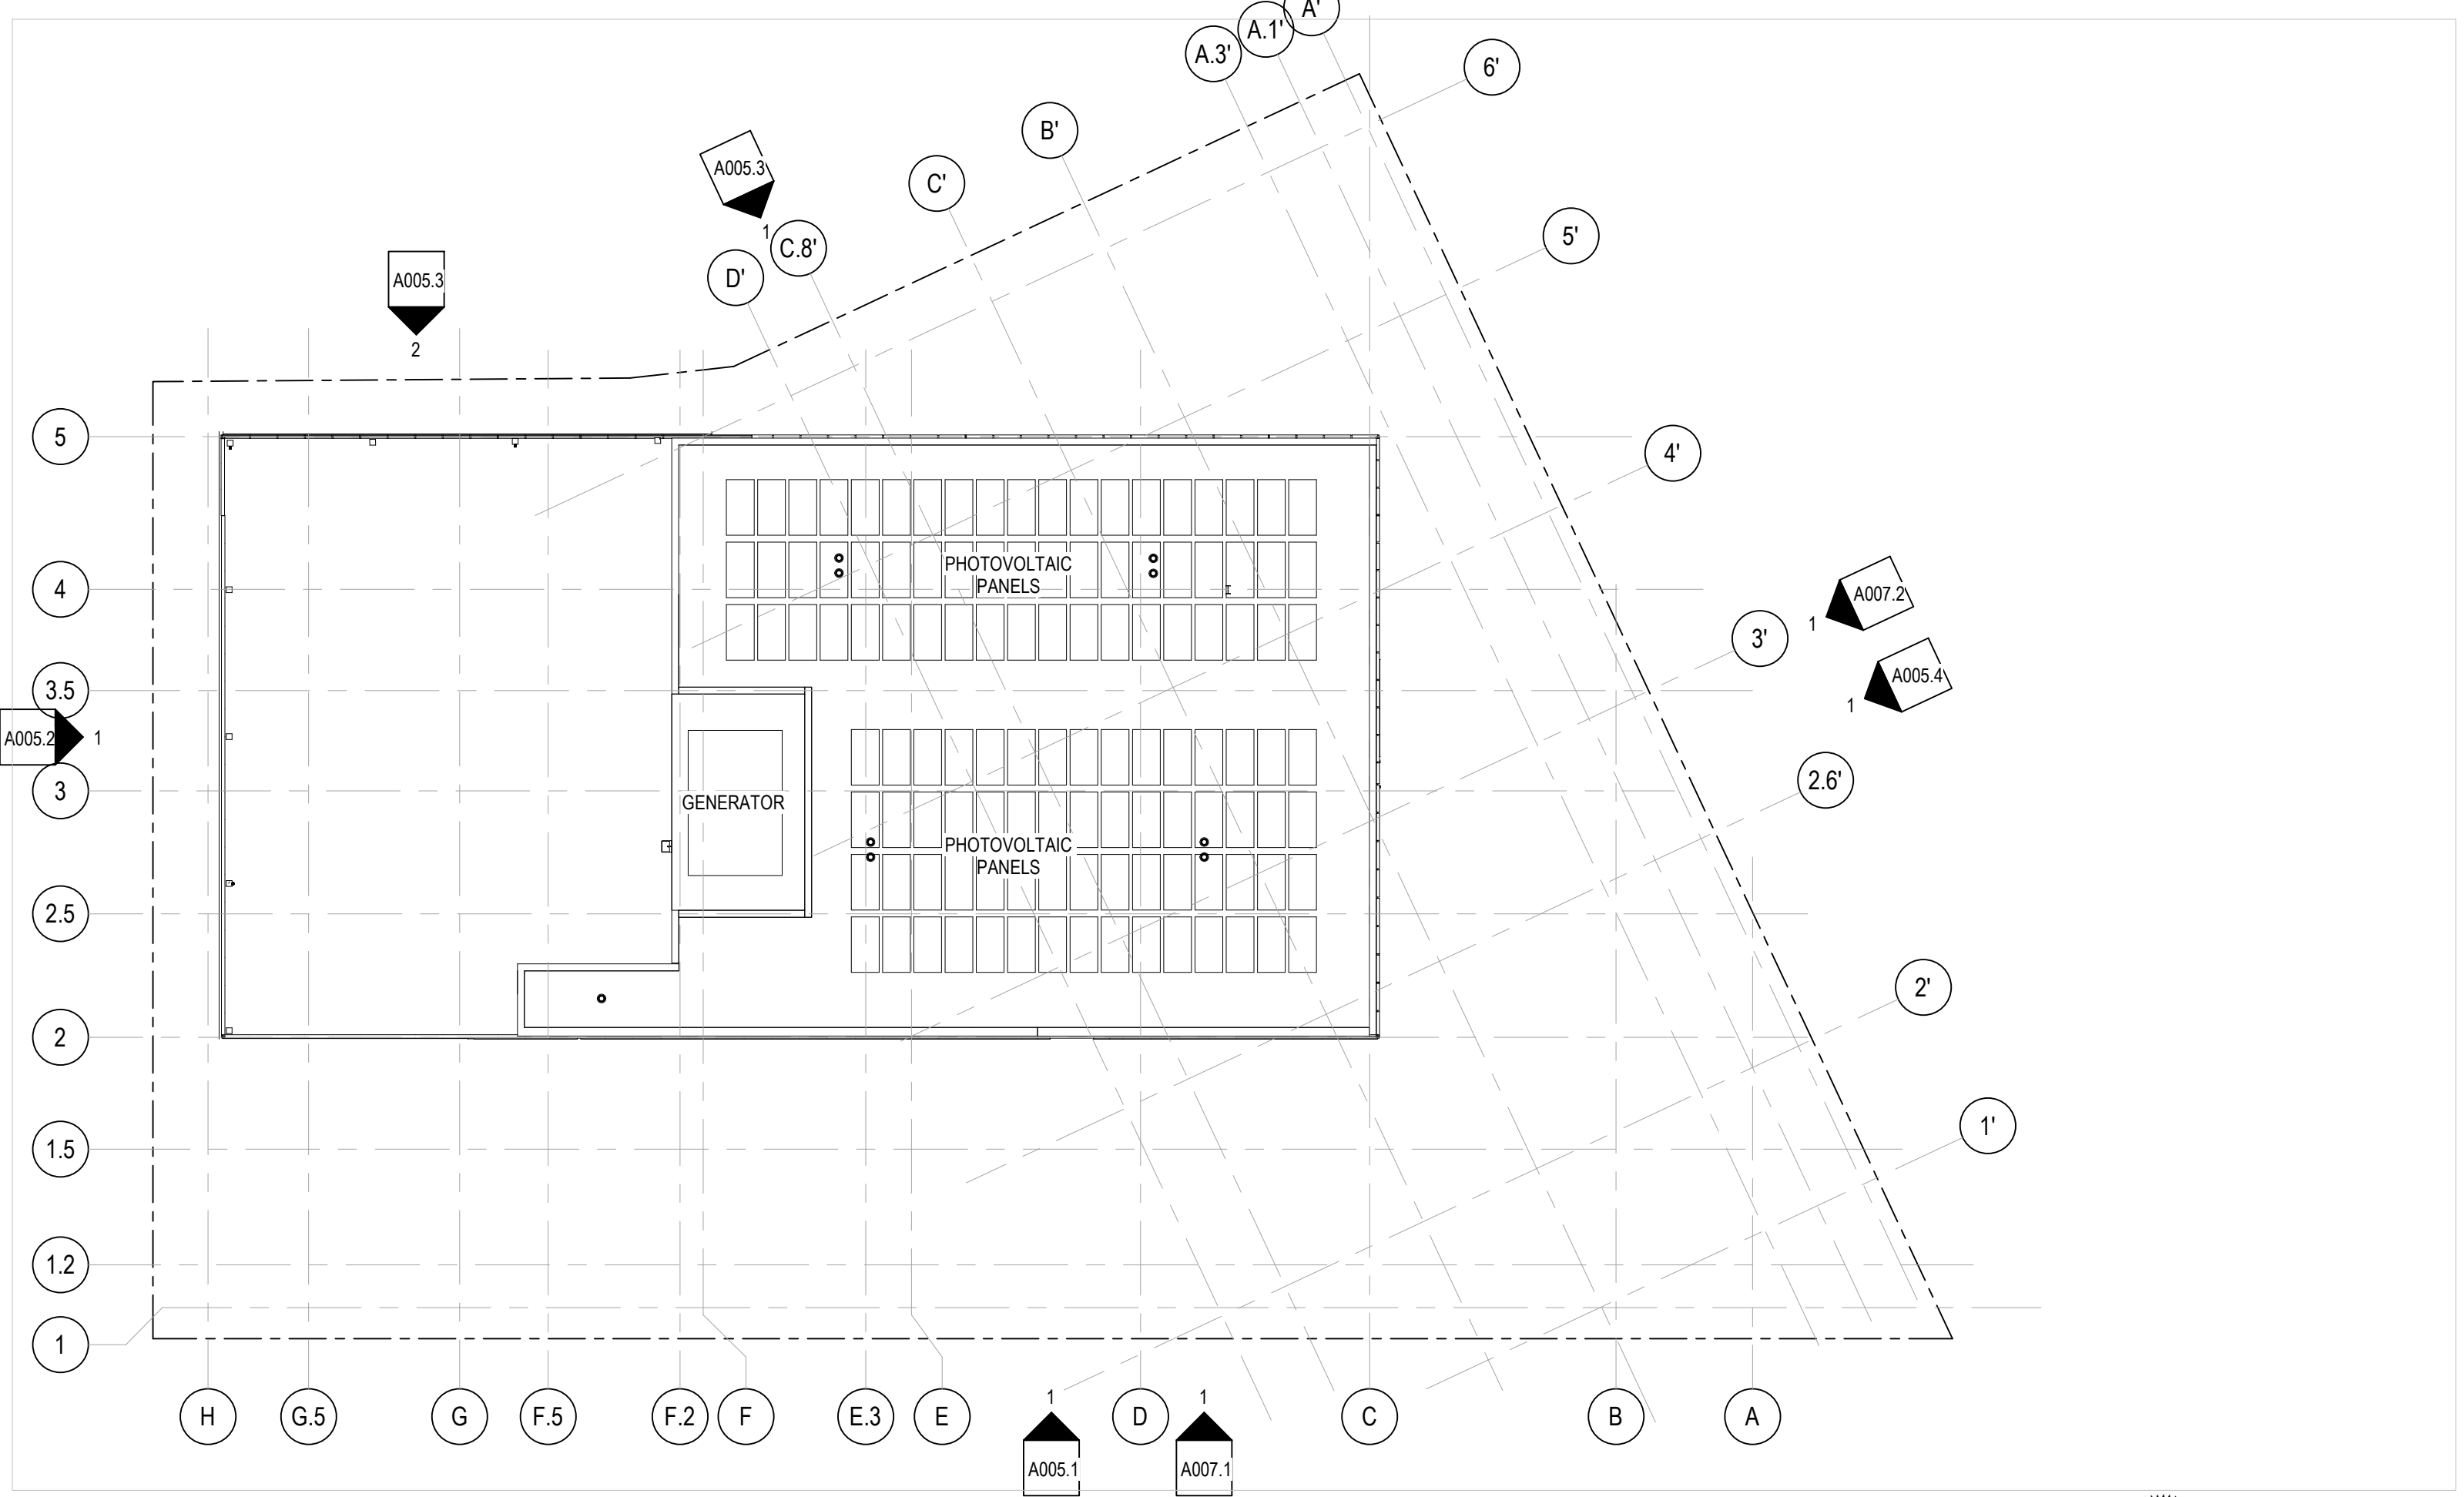 A'
A.1'
A.3'
6'
B'
A005.3
1
C'
5'
C.8'
D'
A005.3
2
5
4'
PHOTOVOLTAIC
PANELS
4
A007.2
1
3'
A005.4
1
3.5
A005.2
1
3
2.6'
GENERATOR
PHOTOVOLTAIC
PANELS
2.5
2'
2
1'
1.5
1.2
1
H
G.5
G
F.5
F.2
F
E.3
E
D
C
B
A
1
A005.1
1
A007.1